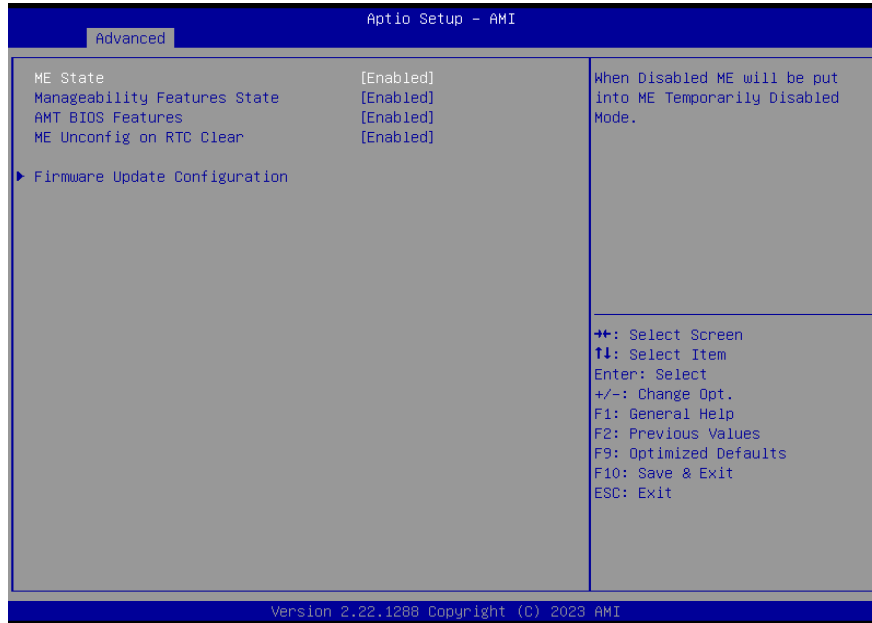 Aptio Setup – AMI
Advanced
ME State [Enabled]
Manageability Features State [Enabled]
AMT BIOS Features [Enabled]
ME Unconfig on RTC Clear [Enabled]
▶ Firmware Update Configuration
When Disabled ME will be put
into ME Temporarily Disabled
Mode.
→←: Select Screen
↑↓: Select Item
Enter: Select
+/-: Change Opt.
F1: General Help
F2: Previous Values
F9: Optimized Defaults
F10: Save & Exit
ESC: Exit
Version 2.22.1288 Copyright (C) 2023 AMI